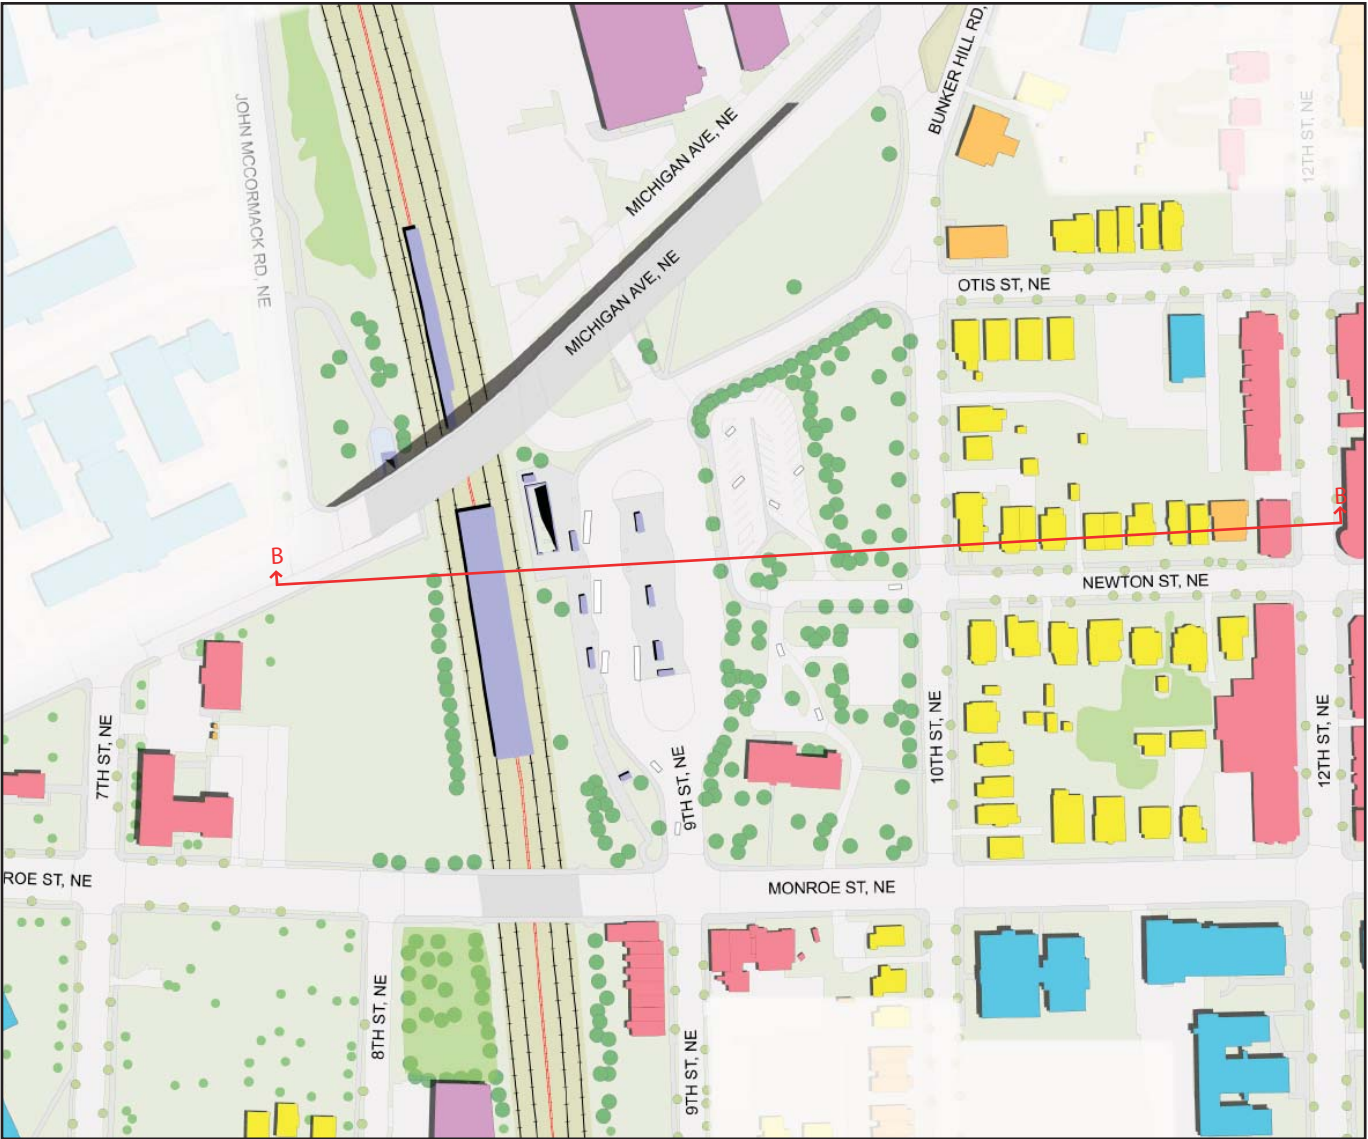 BUNKER HILL RD,
JOHN MCCORMACK RD, NE
MICHIGAN AVE, NE
12TH ST, NE
MICHIGAN AVE, NE
OTIS ST, NE
B
B
NEWTON ST, NE
7TH ST, NE
9TH ST, NE
10TH ST, NE
12TH ST, NE
ROE ST, NE
MONROE ST, NE
8TH ST, NE
9TH ST, NE